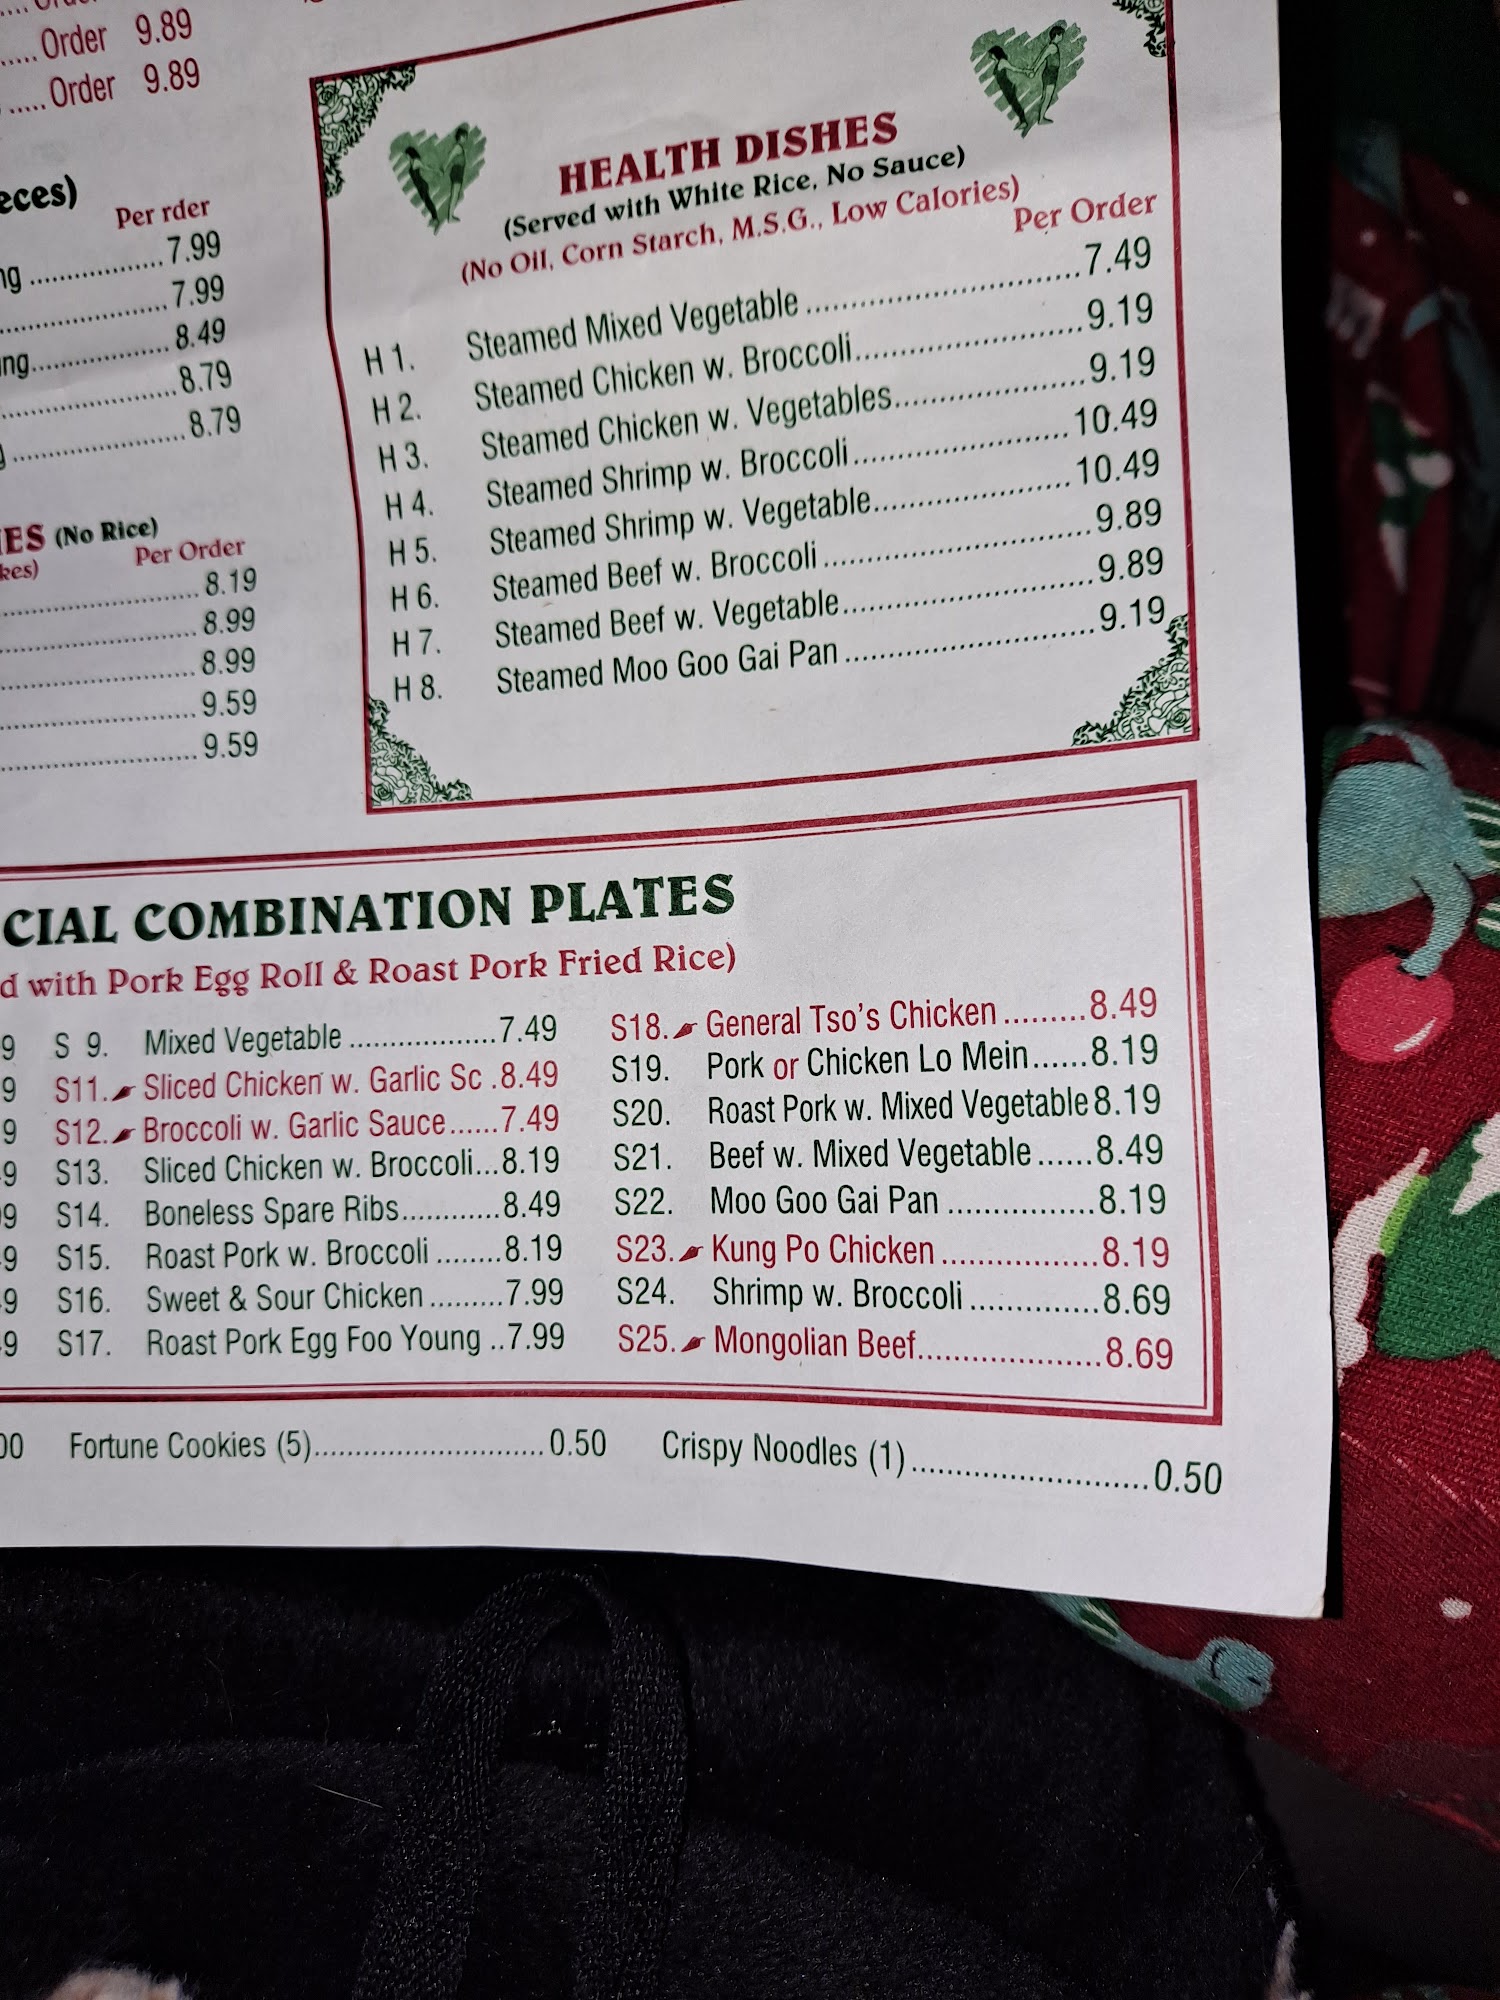 Order 9.89
..... Order 9.89
eces)
Per rder
ng ................. 7.99
................. 7.99
ng ................. 8.49
................. 8.79
g ................. 8.79
ES (No Rice)
kes)
Per Order
................. 8.19
................. 8.99
................. 8.99
................. 9.59
................. 9.59
HEALTH DISHES
(Served with White Rice, No Sauce)
(No Oil, Corn Starch, M.S.G., Low Calories)
Per Order
H 1. Steamed Mixed Vegetable ................. 7.49
H 2. Steamed Chicken w. Broccoli ................. 9.19
H 3. Steamed Chicken w. Vegetables ................. 9.19
H 4. Steamed Shrimp w. Broccoli ................. 10.49
H 5. Steamed Shrimp w. Vegetable ................. 10.49
H 6. Steamed Beef w. Broccoli ................. 9.89
H 7. Steamed Beef w. Vegetable ................. 9.89
H 8. Steamed Moo Goo Gai Pan ................. 9.19
CIAL COMBINATION PLATES
d with Pork Egg Roll & Roast Pork Fried Rice)
9
9
9
9
99
9
9
9
S 9. Mixed Vegetable ................. 7.49
S11. Sliced Chicken w. Garlic Sc . 8.49
S12. Broccoli w. Garlic Sauce ...... 7.49
S13. Sliced Chicken w. Broccoli ... 8.19
S14. Boneless Spare Ribs ............ 8.49
S15. Roast Pork w. Broccoli ........ 8.19
S16. Sweet & Sour Chicken ......... 7.99
S17. Roast Pork Egg Foo Young .. 7.99
S18. General Tso's Chicken ......... 8.49
S19. Pork or Chicken Lo Mein ...... 8.19
S20. Roast Pork w. Mixed Vegetable 8.19
S21. Beef w. Mixed Vegetable ...... 8.49
S22. Moo Goo Gai Pan ................ 8.19
S23. Kung Po Chicken ................. 8.19
S24. Shrimp w. Broccoli .............. 8.69
S25. Mongolian Beef .................... 8.69
00 Fortune Cookies (5) ......................... 0.50 Crispy Noodles (1) ......................... 0.50